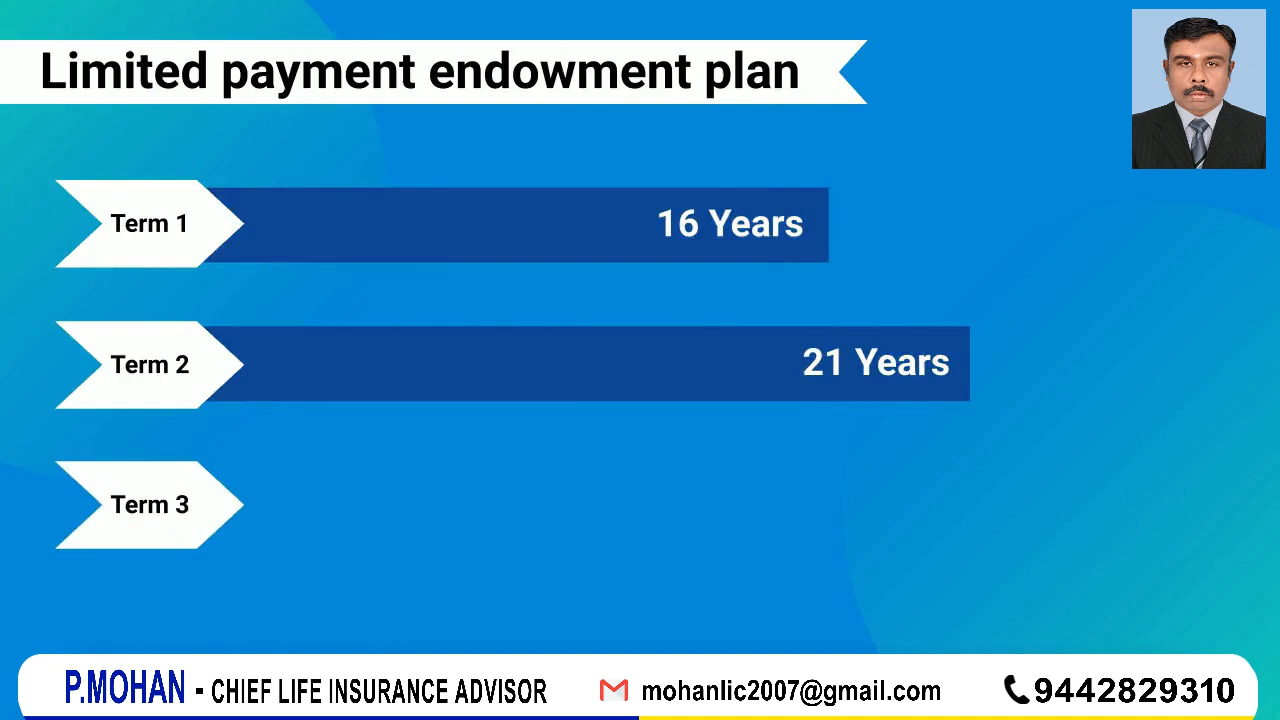 Limited payment endowment plan
Term 1
16 Years
Term 2
21 Years
Term 3
P.MOHAN - CHIEF LIFE INSURANCE ADVISOR
mohanlic2007@gmail.com
9442829310